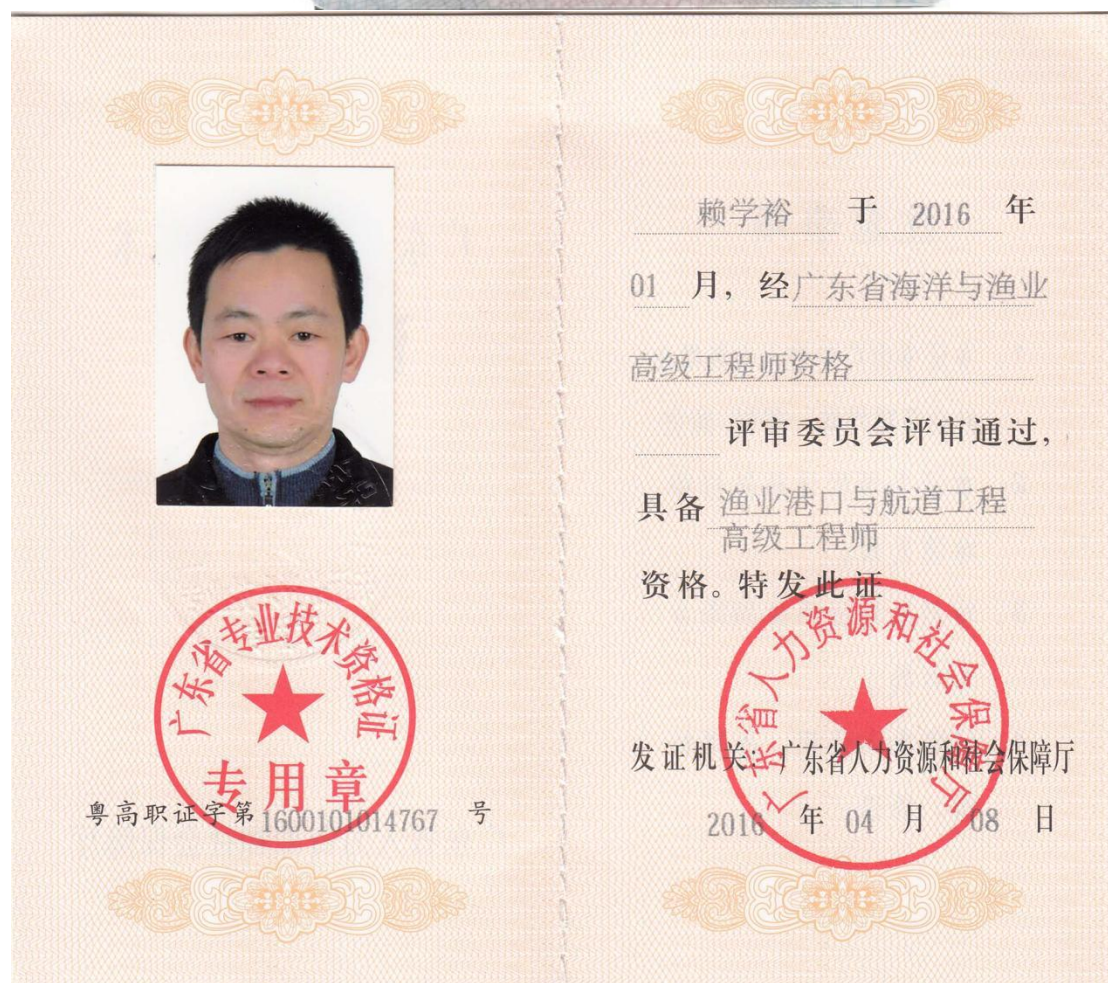 广东省专业技术资格证
专用章
粤高职证字第 1600101014767 号
赖学裕 于 2016 年
01 月，经广东省海洋与渔业
高级工程师资格
评审委员会评审通过，
具备 渔业港口与航道工程
高级工程师
资格。特发此证
广东省人力资源和社会保障厅
发证机关：广东省人力资源和社会保障厅
2016 年 04 月 08 日